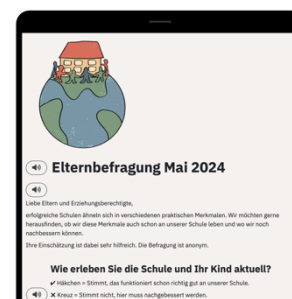 Elternbefragung Mai 2024
Liebe Eltern und Erziehungsberechtigte,
erfolgreiche Schulen ähneln sich in verschiedenen praktischen Merkmalen. Wir möchten gerne
herausfinden, ob wir diese Merkmale auch schon an unserer Schule leben und wo wir noch
nachbessern können.
Ihre Einschätzung ist dabei sehr hilfreich. Die Befragung ist anonym.
Wie erleben Sie die Schule und Ihr Kind aktuell?
✔ Häkchen = Stimmt, das funktioniert schon richtig gut an unserer Schule.
✘ Kreuz = Stimmt nicht, hier muss nachgebessert werden.